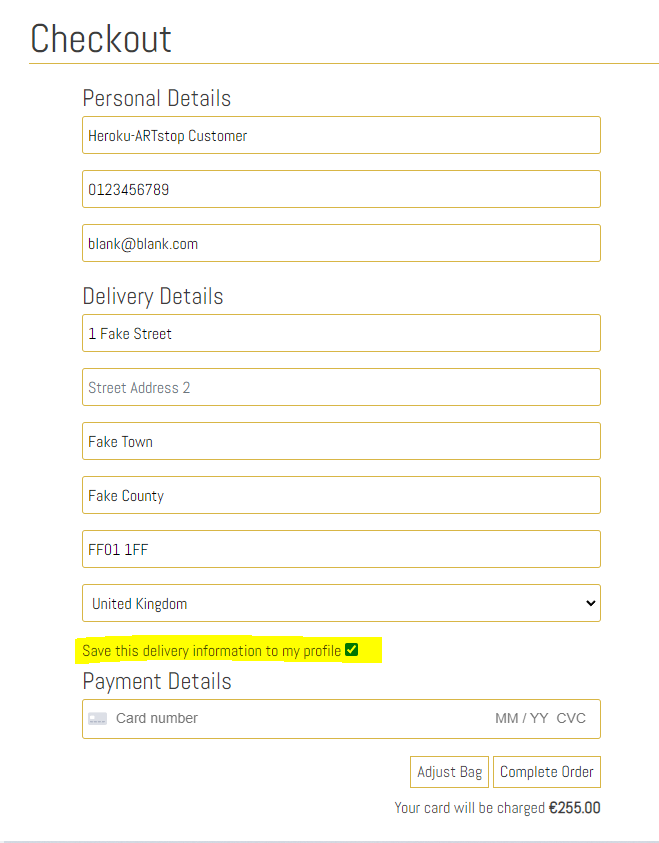 Checkout
Personal Details
Heroku-ARTstop Customer
0123456789
blank@blank.com
Delivery Details
1 Fake Street
Street Address 2
Fake Town
Fake County
FF01 1FF
United Kingdom
Save this delivery information to my profile
Payment Details
Card number MM / YY CVC
Adjust Bag Complete Order
Your card will be charged €255.00